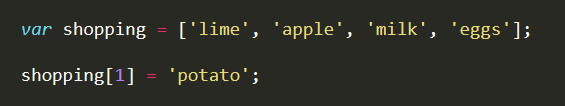 var shopping = ['lime', 'apple', 'milk', 'eggs'];
shopping[1] = 'potato';